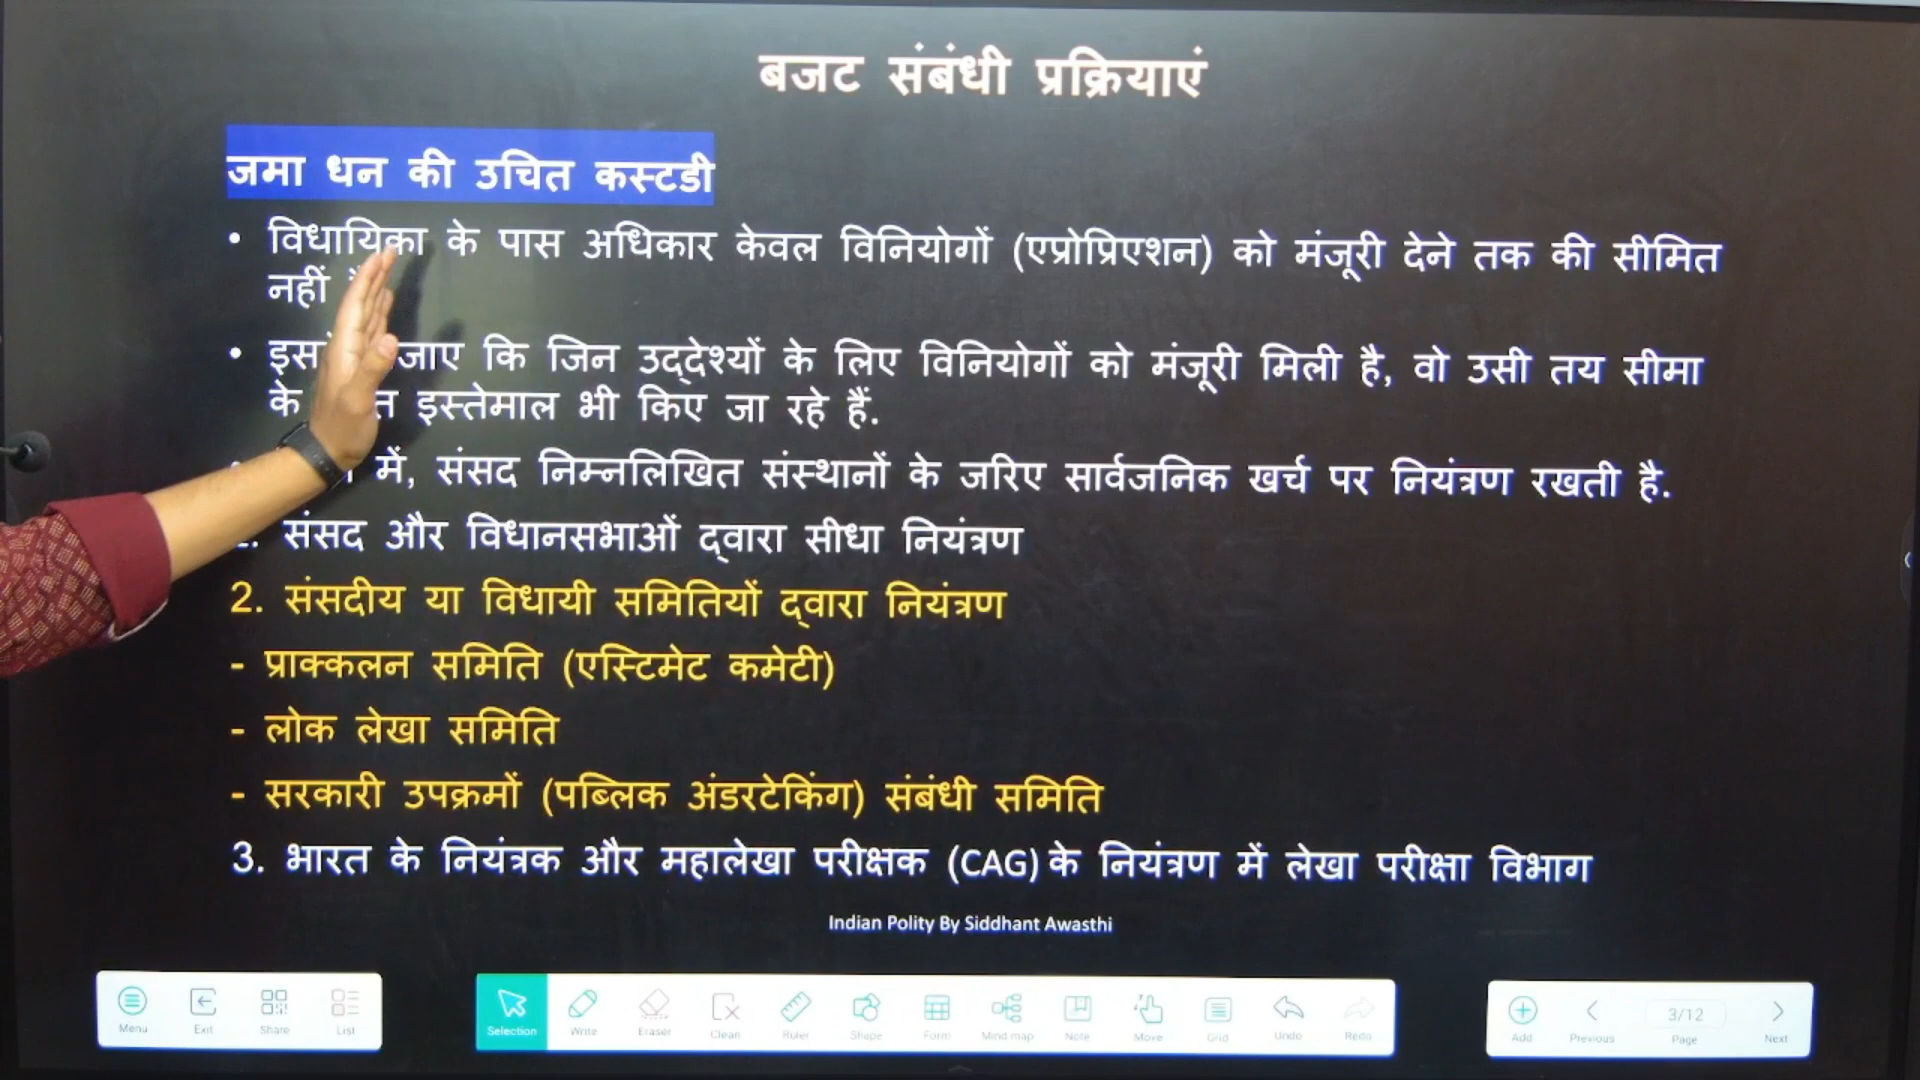 बजट संबंधी प्रक्रियाएं
जमा धन की उचित कस्टडी
• विधायिका के पास अधिकार केवल विनियोगों (एप्रोप्रिएशन) को मंजूरी देने तक की सीमित
नहीं
• जाए कि जिन उद्देश्यों के लिए विनियोगों को मंजूरी मिली है, वो उसी तय सीमा
के इस्तेमाल भी किए जा रहे हैं.
में, संसद निम्नलिखित संस्थानों के जरिए सार्वजनिक खर्च पर नियंत्रण रखती है.
संसद और विधानसभाओं द्वारा सीधा नियंत्रण
2. संसदीय या विधायी समितियों द्वारा नियंत्रण
- प्राक्कलन समिति (एस्टिमेट कमेटी)
- लोक लेखा समिति
- सरकारी उपक्रमों (पब्लिक अंडरटेकिंग) संबंधी समिति
3. भारत के नियंत्रक और महालेखा परीक्षक (CAG) के नियंत्रण में लेखा परीक्षा विभाग
Indian Polity By Siddhant Awasthi
Menu Exit Share List Selection Write Eraser Clean Ruler Shape Form Mind map Note Move Grid Undo Redo Add Previous 3/12 Page Next